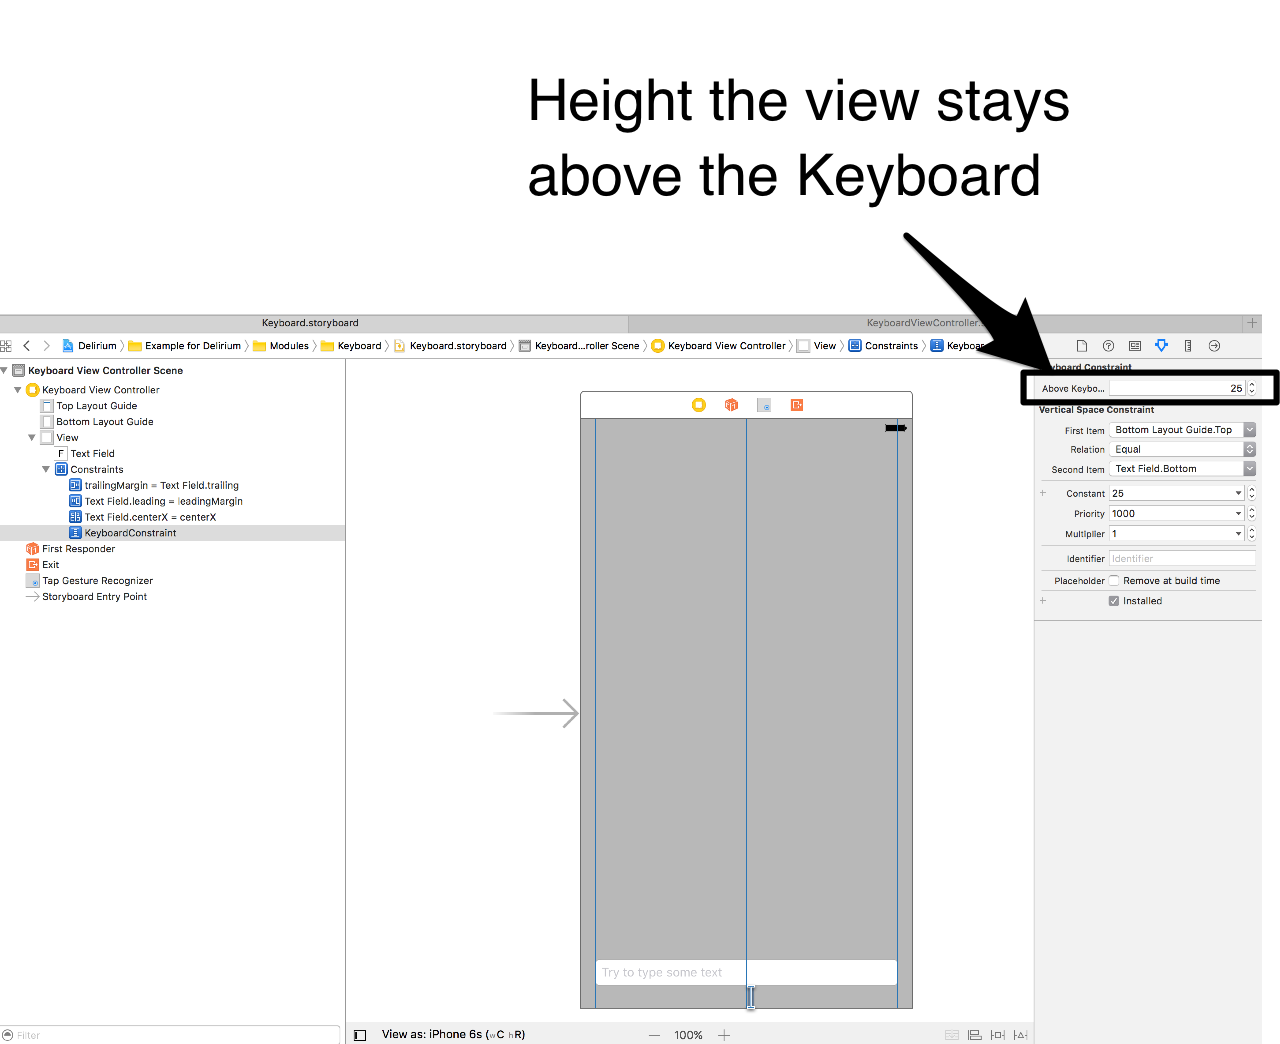 Height the view stays
above the Keyboard
Keyboard.storyboard
KeyboardViewController.
Delirium
Example for Delirium
Modules
Keyboard
Keyboard.storyboard
Keyboard...roller Scene
Keyboard View Controller
View
Constraints
Keyboar
Keyboard View Controller Scene
Keyboard View Controller
Top Layout Guide
Bottom Layout Guide
View
F Text Field
Constraints
trailingMargin = Text Field.trailing
Text Field.leading = leadingMargin
Text Field.centerX = centerX
KeyboardConstraint
First Responder
Exit
Tap Gesture Recognizer
Storyboard Entry Point
Filter
Try to type some text
View as: iPhone 6s (wC hR)
100%
yboard Constraint
Above Keybo... 25
Vertical Space Constraint
First Item Bottom Layout Guide.Top
Relation Equal
Second Item Text Field.Bottom
Constant 25
Priority 1000
Multiplier 1
Identifier Identifier
Placeholder Remove at build time
Installed